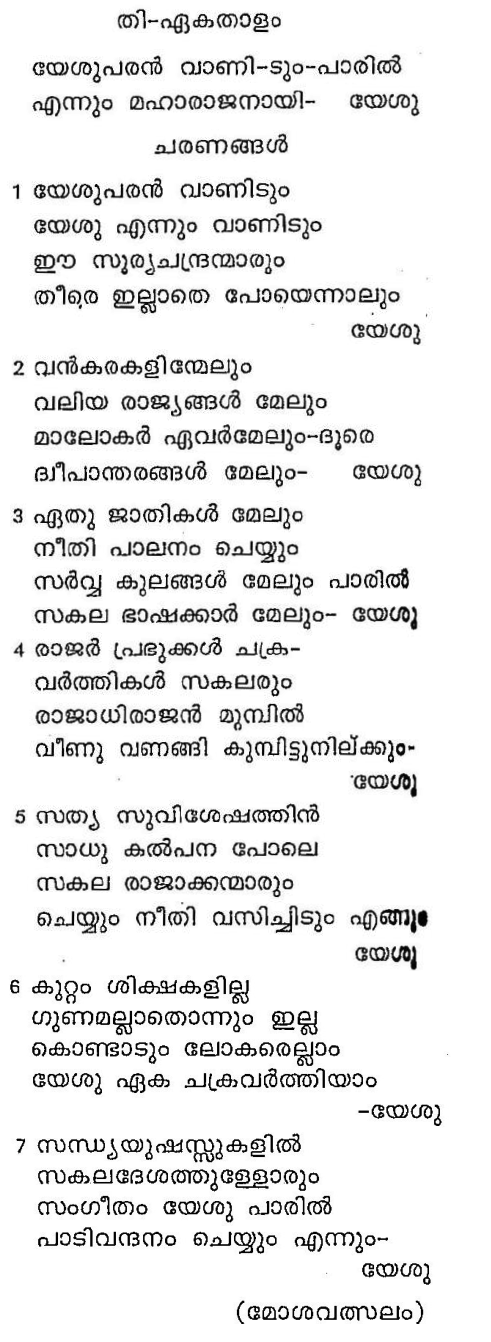 തി-ഏകതാളം
യേശുപരൻ വാണി-ടും-പാരിൽ
എന്നും മഹാരാജനായി- യേശു
ചരണങ്ങൾ
1 യേശുപരൻ വാണിടും
യേശു എന്നും വാണിടും
ഈ സൂര്യചന്ദ്രന്മാരും
തീരെ ഇല്ലാതെ പോയെന്നാലും
യേശു
2 വൻകരകളിന്മേലും
വലിയ രാജ്യങ്ങൾ മേലും
മാലോകർ ഏവർമേലും-ദൂരെ
ദ്വീപാന്തരങ്ങൾ മേലും- യേശു
3 ഏതു ജാതികൾ മേലും
നീതി പാലനം ചെയ്യും
സർവ്വ കുലങ്ങൾ മേലും പാരിൽ
സകല ഭാഷക്കാർ മേലും- യേശു
4 രാജർ പ്രഭുക്കൾ ചക്ര-
വർത്തികൾ സകലരും
രാജാധിരാജൻ മുമ്പിൽ
വീണു വണങ്ങി കുമ്പിട്ടുനില്ക്കും-
യേശു
5 സത്യ സുവിശേഷത്തിൻ
സാധു കൽപന പോലെ
സകല രാജാക്കന്മാരും
ചെയ്യും നീതി വസിച്ചിടും എങ്ങും
യേശു
6 കുറ്റം ശിക്ഷകളില്ല
ഗുണമല്ലാതൊന്നും ഇല്ല
കൊണ്ടാടും ലോകരെല്ലാം
യേശു ഏക ചക്രവർത്തിയാം
-യേശു
7 സന്ധ്യയുഷസ്സുകളിൽ
സകലദേശത്തുള്ളോരും
സംഗീതം യേശു പാരിൽ
പാടിവന്ദനം ചെയ്യും എന്നും-
യേശു
(മോശവത്സലം)